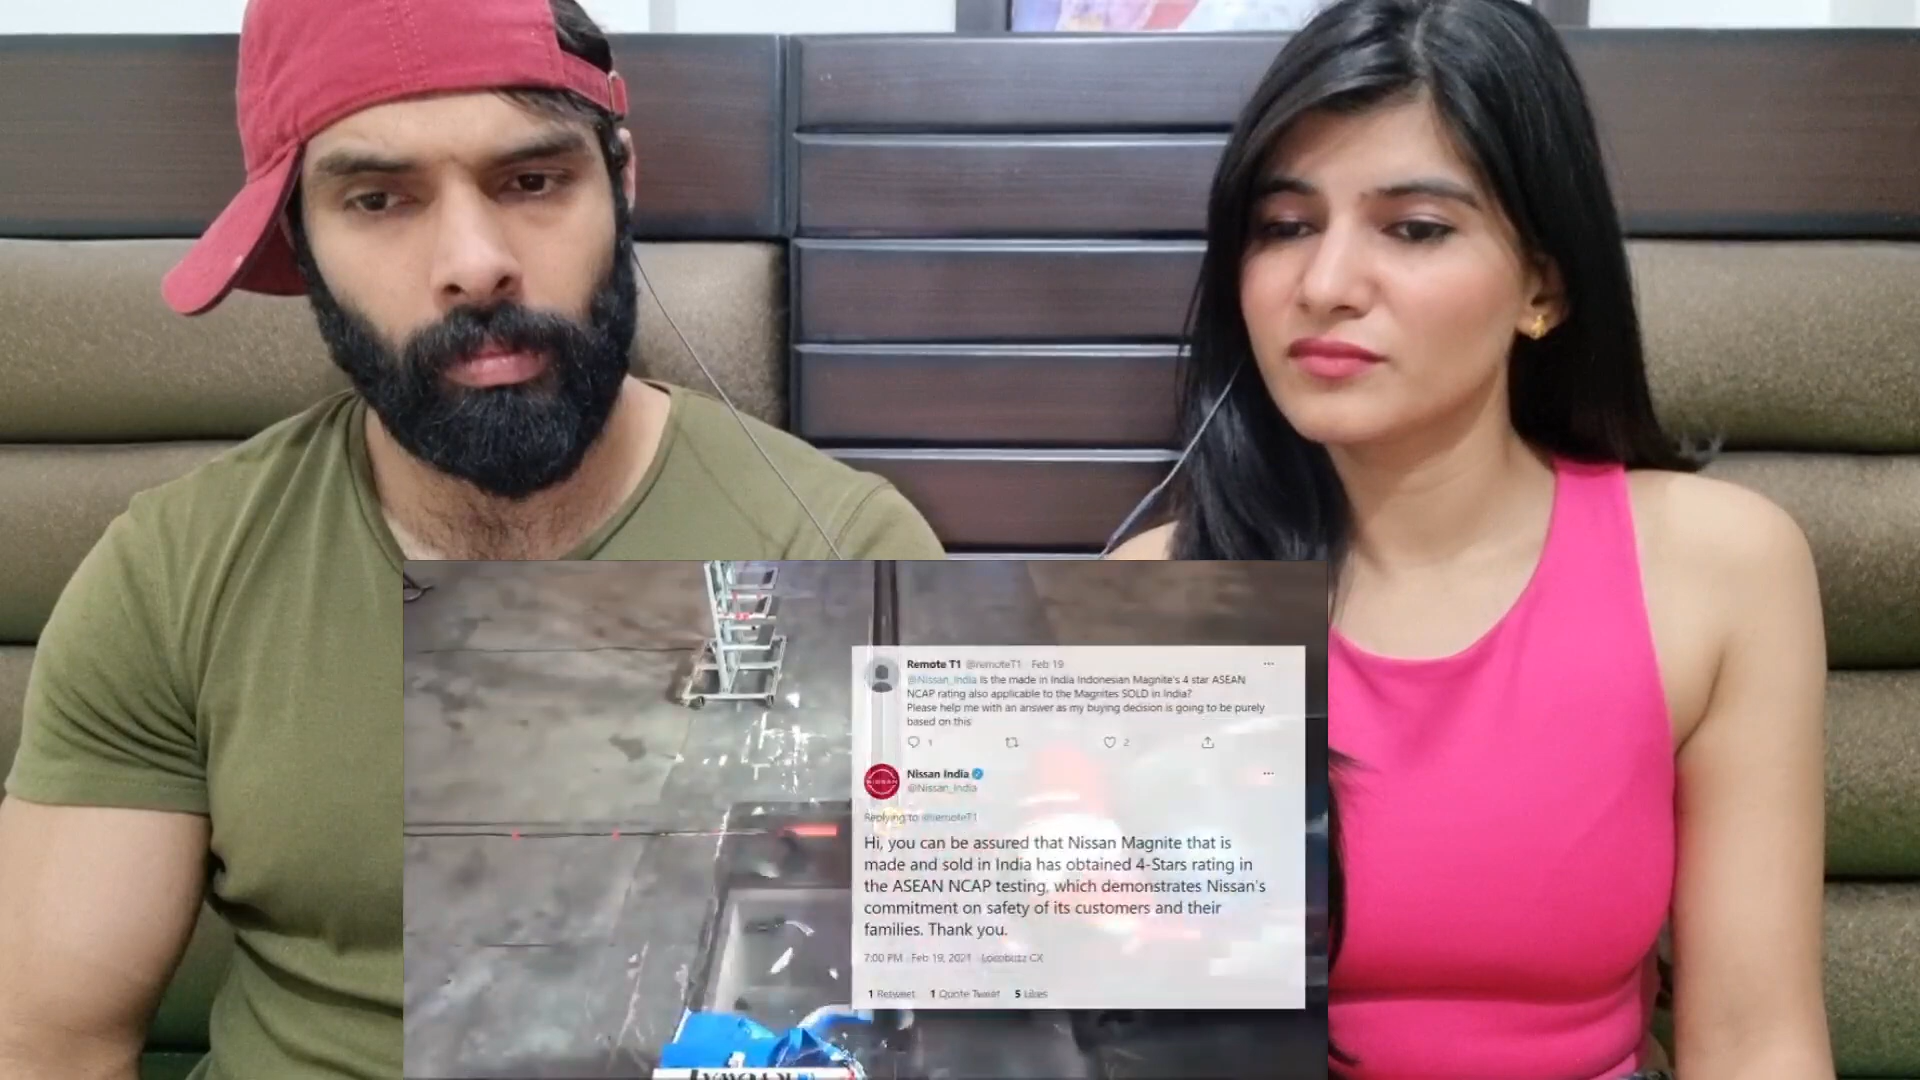 Remote T1 @remoteT1 · Feb 19
@Nissan_India Is the made in India Indonesian Magnite's 4 star ASEAN
NCAP rating also applicable to the Magnites SOLD in India?
Please help me with an answer as my buying decision is going to be purely
based on this
1 2
NISSAN
Nissan India
@Nissan_India
Replying to @remoteT1
Hi, you can be assured that Nissan Magnite that is
made and sold in India has obtained 4-Stars rating in
the ASEAN NCAP testing, which demonstrates Nissan's
commitment on safety of its customers and their
families. Thank you.
7:00 PM · Feb 19, 2021 · Locobuzz CX
1 Retweet 1 Quote Tweet 5 Likes